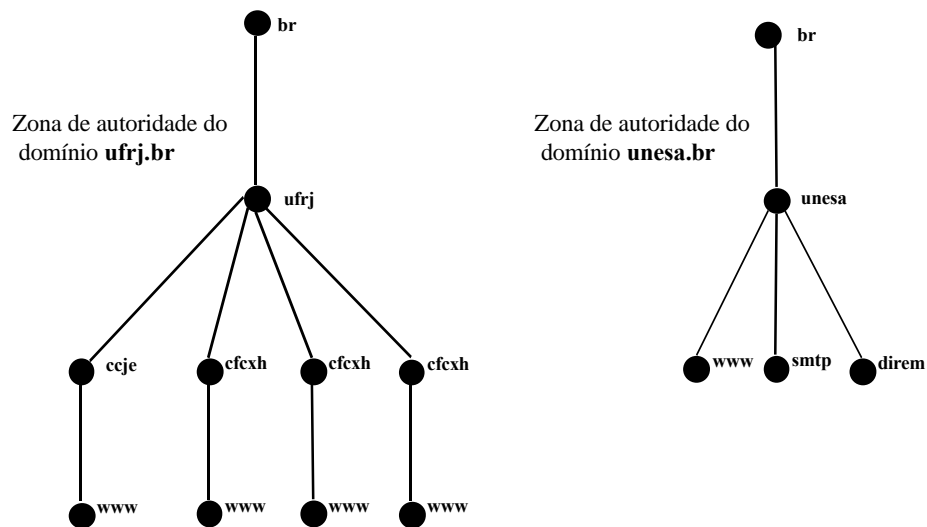 br
Zona de autoridade do
domínio ufrj.br
ufrj
ccje
cfcxh
cfcxh
cfcxh
www
www
www
www
br
Zona de autoridade do
domínio unesa.br
unesa
www
smtp
direm